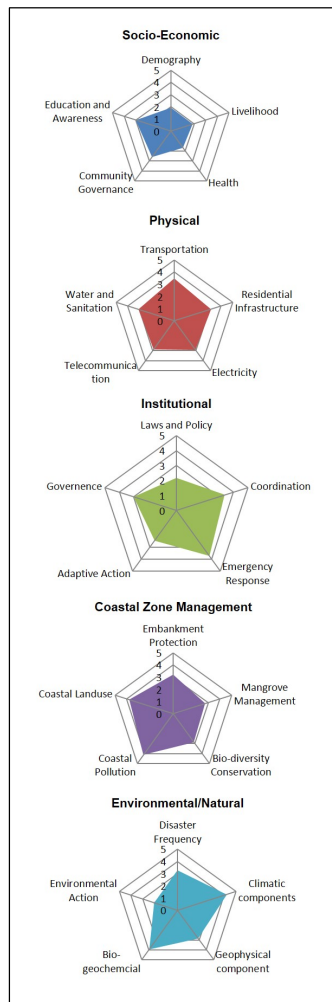 Socio-Economic
Demography
5
4
3
2
1
0
Education and
Awareness
Livelihood
Community
Governance
Health
Physical
Transportation
5
4
3
2
1
0
Water and
Sanitation
Residential
Infrastructure
Telecommunica
tion
Electricity
Institutional
Laws and Policy
5
4
3
2
1
0
Governence
Coordination
Adaptive Action
Emergency
Response
Coastal Zone Management
Embankment
Protection
5
4
3
2
1
0
Coastal Landuse
Mangrove
Management
Coastal
Pollution
Bio-diversity
Conservation
Environmental/Natural
Disaster
Frequency
5
4
3
2
1
0
Environmental
Action
Climatic
components
Bio-
geochemcial
Geophysical
component